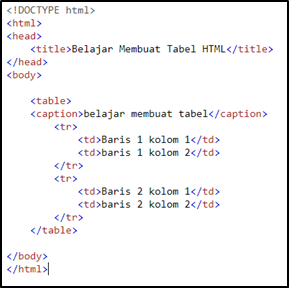 <!DOCTYPE html>
<html>
<head>
    <title>Belajar Membuat Tabel HTML</title>
</head>
<body>

    <table>
    <caption>belajar membuat tabel</caption>
        <tr>
            <td>Baris 1 kolom 1</td>
            <td>baris 1 kolom 2</td>
        </tr>
        <tr>
            <td>Baris 2 kolom 1</td>
            <td>baris 2 kolom 2</td>
        </tr>
    </table>

</body>
</html>